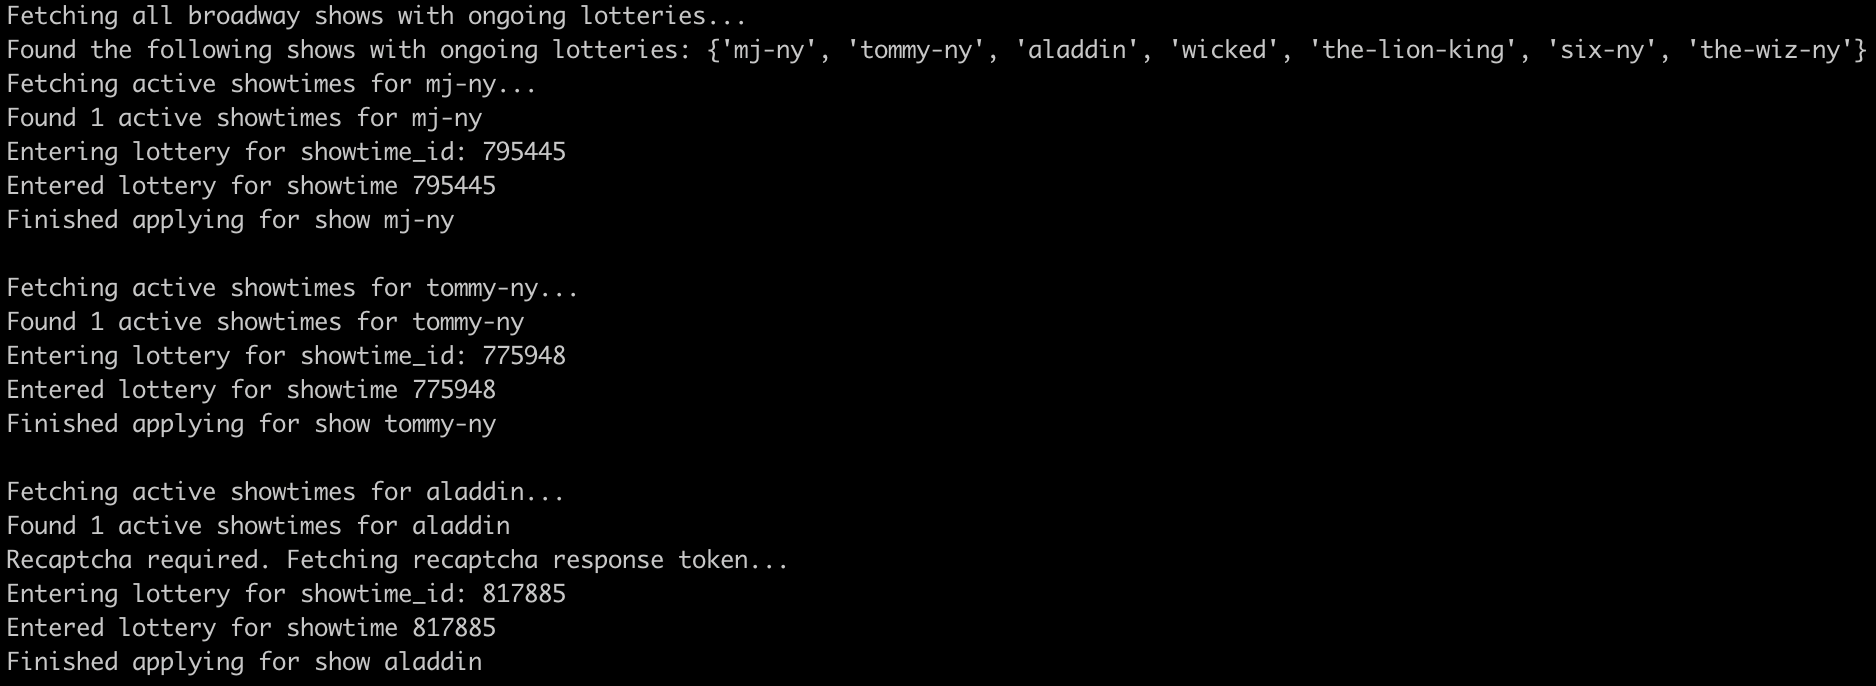 Fetching all broadway shows with ongoing lotteries...
Found the following shows with ongoing lotteries: {'mj-ny', 'tommy-ny', 'aladdin', 'wicked', 'the-lion-king', 'six-ny', 'the-wiz-ny'}
Fetching active showtimes for mj-ny...
Found 1 active showtimes for mj-ny
Entering lottery for showtime_id: 795445
Entered lottery for showtime 795445
Finished applying for show mj-ny

Fetching active showtimes for tommy-ny...
Found 1 active showtimes for tommy-ny
Entering lottery for showtime_id: 775948
Entered lottery for showtime 775948
Finished applying for show tommy-ny

Fetching active showtimes for aladdin...
Found 1 active showtimes for aladdin
Recaptcha required. Fetching recaptcha response token...
Entering lottery for showtime_id: 817885
Entered lottery for showtime 817885
Finished applying for show aladdin